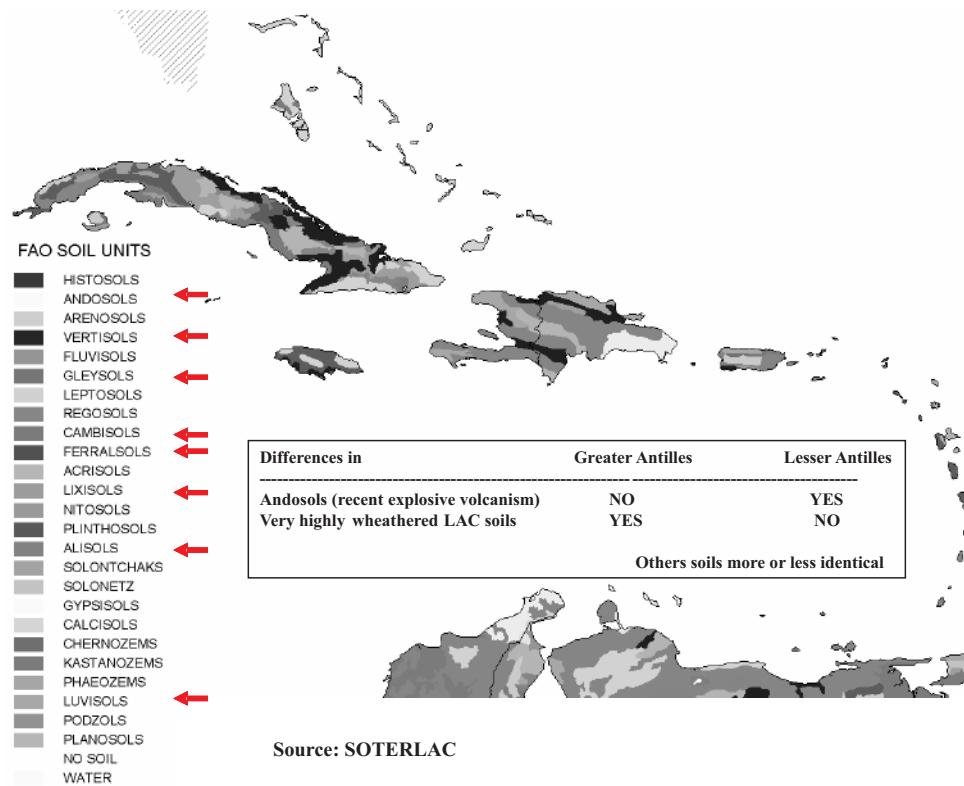 FAO SOIL UNITS
HISTOSOLS
ANDOSOLS
ARENOSOLS
VERTISOLS
FLUVISOLS
GLEYSOLS
LEPTOSOLS
REGOSOLS
CAMBISOLS
FERRALSOLS
ACRISOLS
LIXISOLS
NITOSOLS
PLINTHOSOLS
ALISOLS
SOLONTCHAKS
SOLONETZ
GYPSISOLS
CALCISOLS
CHERNOZEMS
KASTANOZEMS
PHAEOZEMS
LUVISOLS
PODZOLS
PLANOSOLS
NO SOIL
WATER
Differences in Greater Antilles Lesser Antilles
Andosols (recent explosive volcanism) NO YES
Very highly wheathered LAC soils YES NO
Others soils more or less identical
Source: SOTERLAC